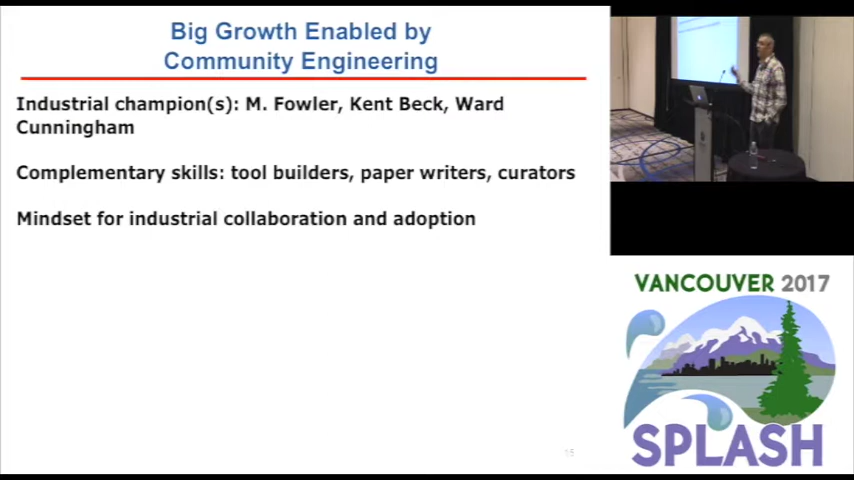 Big Growth Enabled by
Community Engineering
Industrial champion(s): M. Fowler, Kent Beck, Ward
Cunningham
Complementary skills: tool builders, paper writers, curators
Mindset for industrial collaboration and adoption
15
VANCOUVER 2017
SPLASH